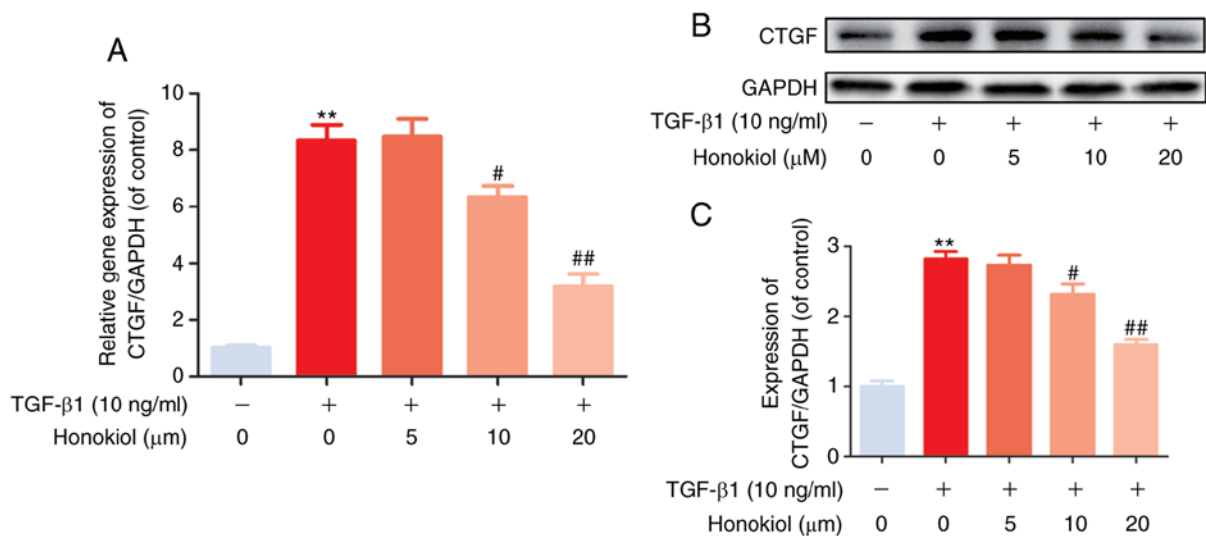 A
Relative gene expression of
CTGF/GAPDH (of control)
10
8
6
4
2
0
**
#
##
TGF-β1 (10 ng/ml) − + + + +
Honokiol (μm) 0 0 5 10 20
B
CTGF
GAPDH
TGF-β1 (10 ng/ml) − + + + +
Honokiol (μM) 0 0 5 10 20
C
Expression of
CTGF/GAPDH (of control)
3
2
1
0
**
#
##
TGF-β1 (10 ng/ml) − + + + +
Honokiol (μm) 0 0 5 10 20